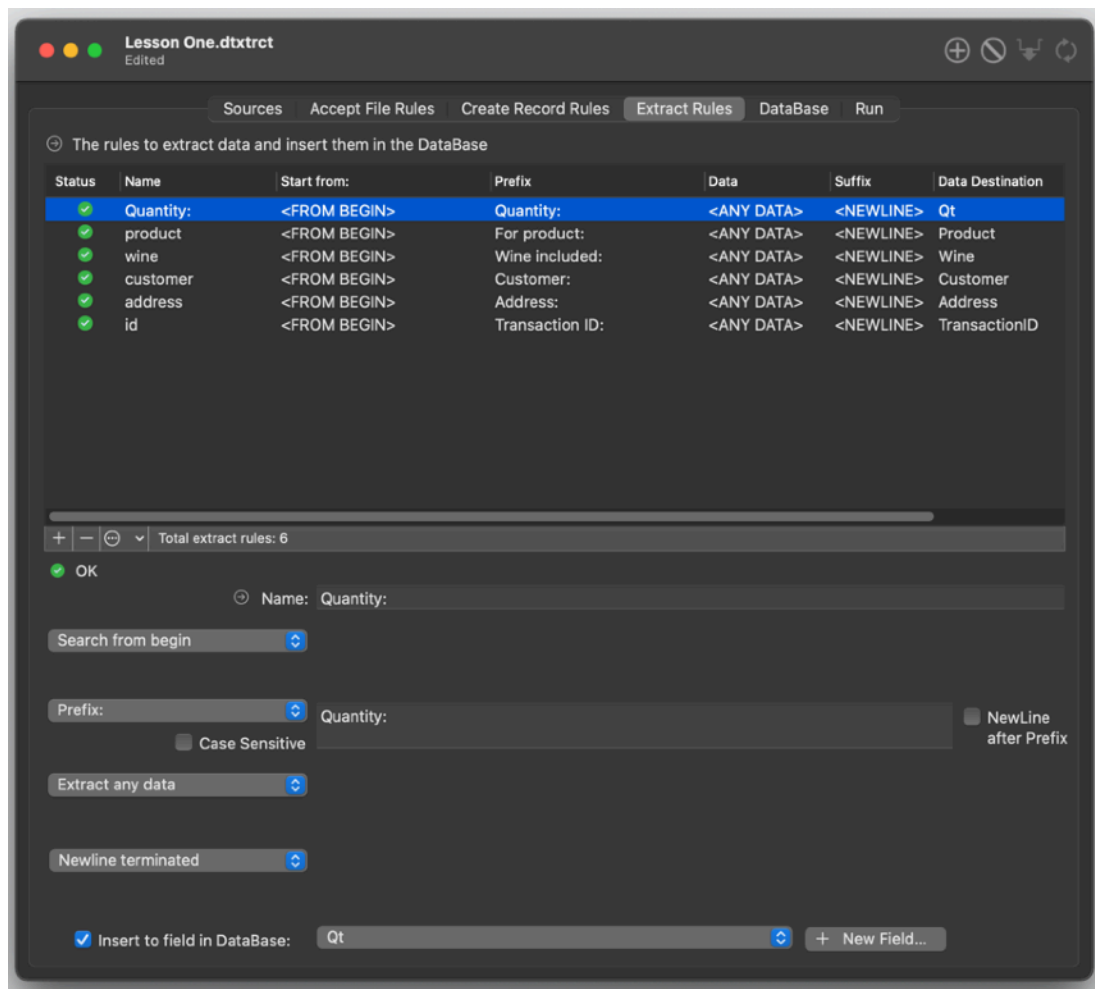 Lesson One.dtxtrct
Edited
Sources Accept File Rules Create Record Rules Extract Rules DataBase Run
The rules to extract data and insert them in the DataBase
Status Name Start from: Prefix Data Suffix Data Destination
Quantity: <FROM BEGIN> Quantity: <ANY DATA> <NEWLINE> Qt
product <FROM BEGIN> For product: <ANY DATA> <NEWLINE> Product
wine <FROM BEGIN> Wine included: <ANY DATA> <NEWLINE> Wine
customer <FROM BEGIN> Customer: <ANY DATA> <NEWLINE> Customer
address <FROM BEGIN> Address: <ANY DATA> <NEWLINE> Address
id <FROM BEGIN> Transaction ID: <ANY DATA> <NEWLINE> TransactionID
Total extract rules: 6
OK
Name: Quantity:
Search from begin
Prefix: Quantity: NewLine
Case Sensitive after Prefix
Extract any data
Newline terminated
Insert to field in DataBase: Qt + New Field...